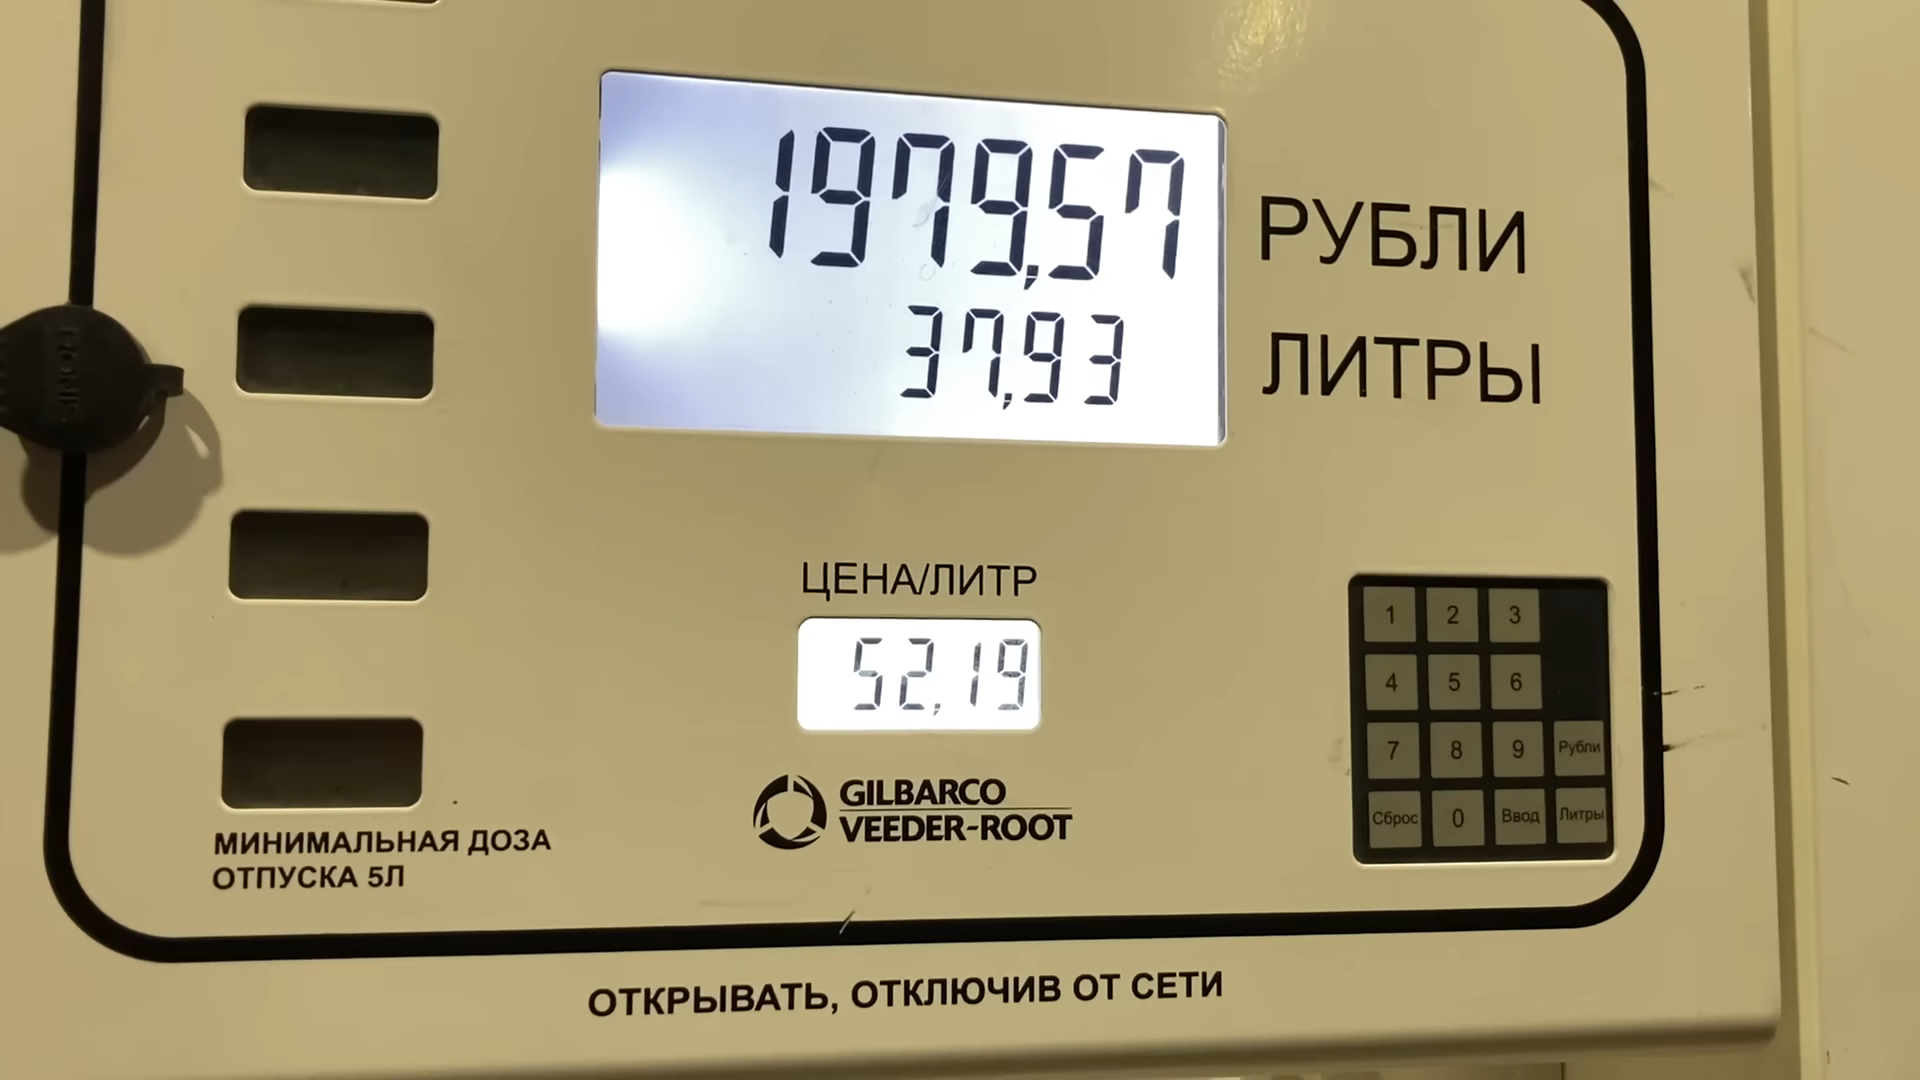 1979,57 РУБЛИ
37,93 ЛИТРЫ
ЦЕНА/ЛИТР
52,19
GILBARCO
VEEDER-ROOT
1 2 3
4 5 6
7 8 9 Рубли
Сброс 0 Ввод Литры
МИНИМАЛЬНАЯ ДОЗА
ОТПУСКА 5Л
ОТКРЫВАТЬ, ОТКЛЮЧИВ ОТ СЕТИ